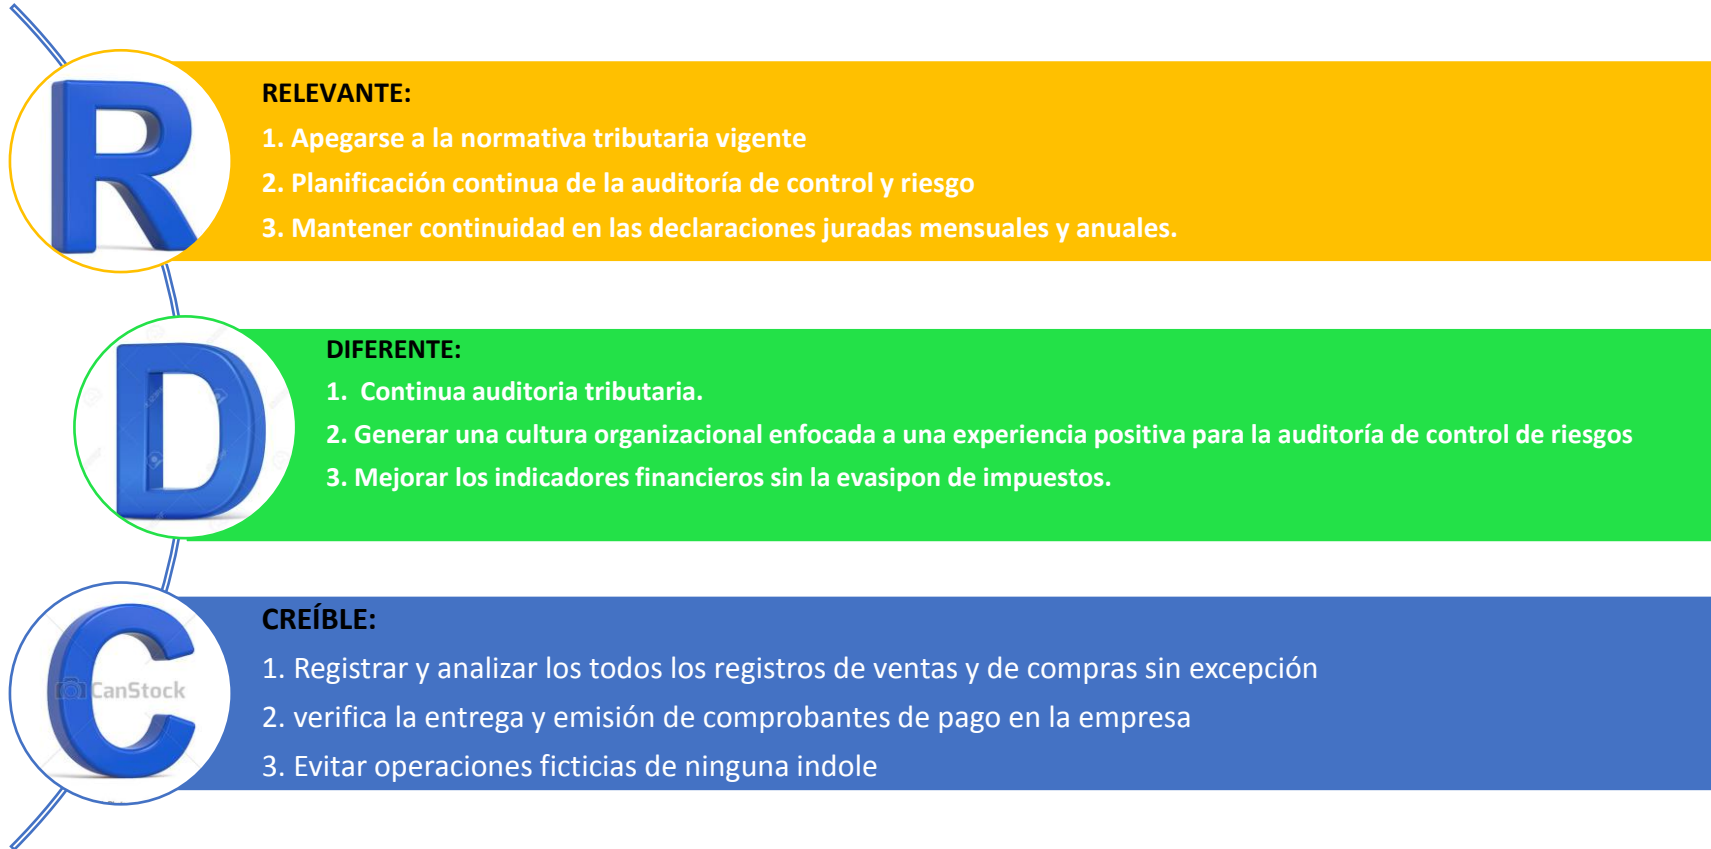 R
RELEVANTE:
1. Apegarse a la normativa tributaria vigente
2. Planificación continua de la auditoría de control y riesgo
3. Mantener continuidad en las declaraciones juradas mensuales y anuales.
D
DIFERENTE:
1. Continua auditoria tributaria.
2. Generar una cultura organizacional enfocada a una experiencia positiva para la auditoría de control de riesgos
3. Mejorar los indicadores financieros sin la evasipon de impuestos.
C
CanStock
CREÍBLE:
1. Registrar y analizar los todos los registros de ventas y de compras sin excepción
2. verifica la entrega y emisión de comprobantes de pago en la empresa
3. Evitar operaciones ficticias de ninguna indole